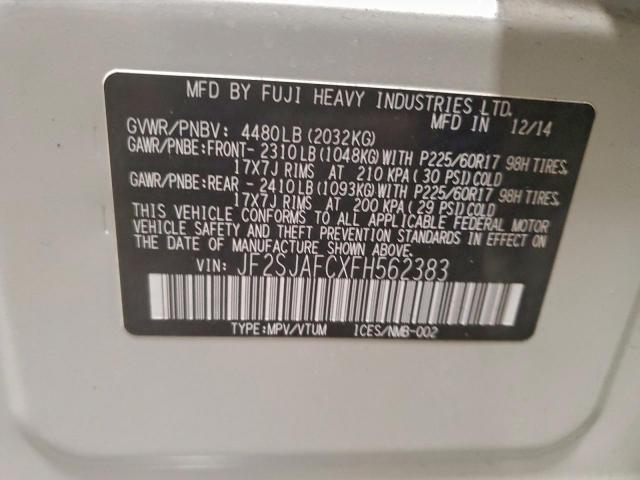 MFD BY FUJI HEAVY INDUSTRIES LTD.
MFD IN 12/14
GVWR/PNBV: 4480LB (2032KG)
GAWR/PNBE:FRONT- 2310LB (1048KG) WITH P225/60R17 98H TIRES,
17X7J RIMS AT 210 KPA ( 30 PSI) COLD
GAWR/PNBE:REAR - 2410LB (1093KG) WITH P225/60R17 98H TIRES,
17X7J RIMS AT 200 KPA ( 29 PSI) COLD
THIS VEHICLE CONFORMS TO ALL APPLICABLE FEDERAL MOTOR
VEHICLE SAFETY AND THEFT PREVENTION STANDARDS IN EFFECT ON
THE DATE OF MANUFACTURE SHOWN ABOVE.
VIN: JF2SJAFCXFH562383
TYPE:MPV/VTUM 1CES/NMB-002